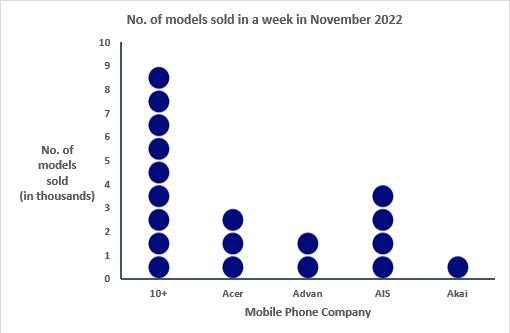 No. of models sold in a week in November 2022
10
9
8
7
6
5
4
3
2
1
0
No. of
models
sold
(in thousands)
10+ Acer Advan AIS Akai
Mobile Phone Company